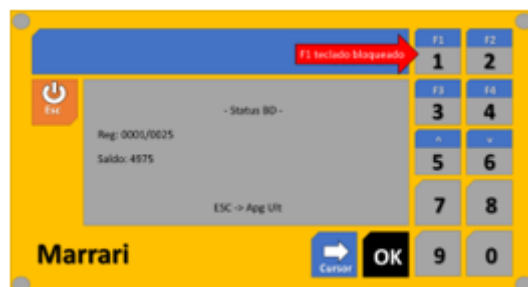 F1 teclado bloqueado
F1
1
F2
2
Esc
- Status BD -
Reg: 0001/0025
Saldo: 4975
ESC -> Apg Ult
F3
3
F4
4
^
5
v
6
7
8
Marrari
Cursor
OK
9
0